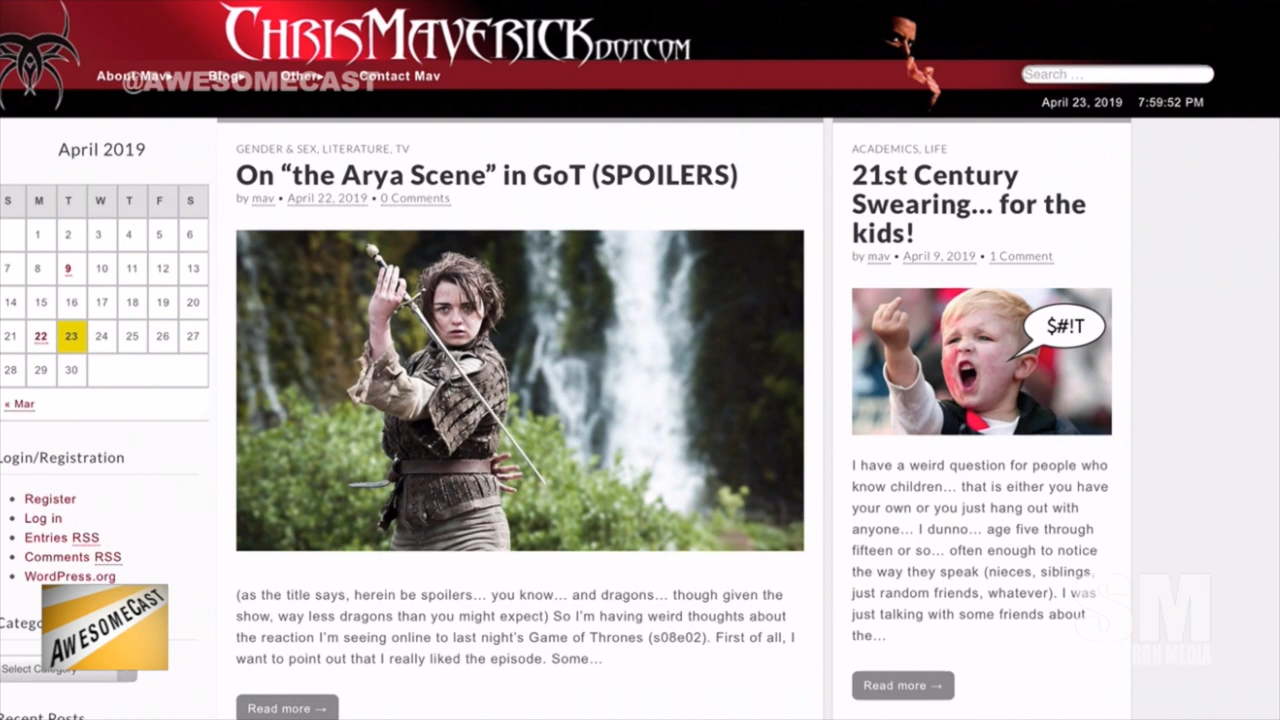 CHRISMAVERICKDOTCOM
About Mav▸ Blog▸ Other▸ Contact Mav
@AWESOMECAST
Search ...
April 23, 2019 7:59:52 PM
April 2019
S M T W T F S
1 2 3 4 5 6
7 8 9 10 11 12 13
14 15 16 17 18 19 20
21 22 23 24 25 26 27
28 29 30
« Mar
Login/Registration
Register
Log in
Entries RSS
Comments RSS
WordPress.org
AWESOMECAST
Select Category
Recent Posts
GENDER & SEX, LITERATURE, TV
On “the Arya Scene” in GoT (SPOILERS)
by mav • April 22, 2019 • 0 Comments
(as the title says, herein be spoilers... you know... and dragons... though given the
show, way less dragons than you might expect) So I’m having weird thoughts about
the reaction I’m seeing online to last night’s Game of Thrones (s08e02). First of all, I
want to point out that I really liked the episode. Some...
Read more →
ACADEMICS, LIFE
21st Century
Swearing... for the
kids!
by mav • April 9, 2019 • 1 Comment
$#!T
I have a weird question for people who
know children... that is either you have
your own or you just hang out with
anyone... I dunno... age five through
fifteen or so... often enough to notice
the way they speak (nieces, siblings,
just random friends, whatever). I was
just talking with some friends about
the...
Read more →
SM
MEDIA